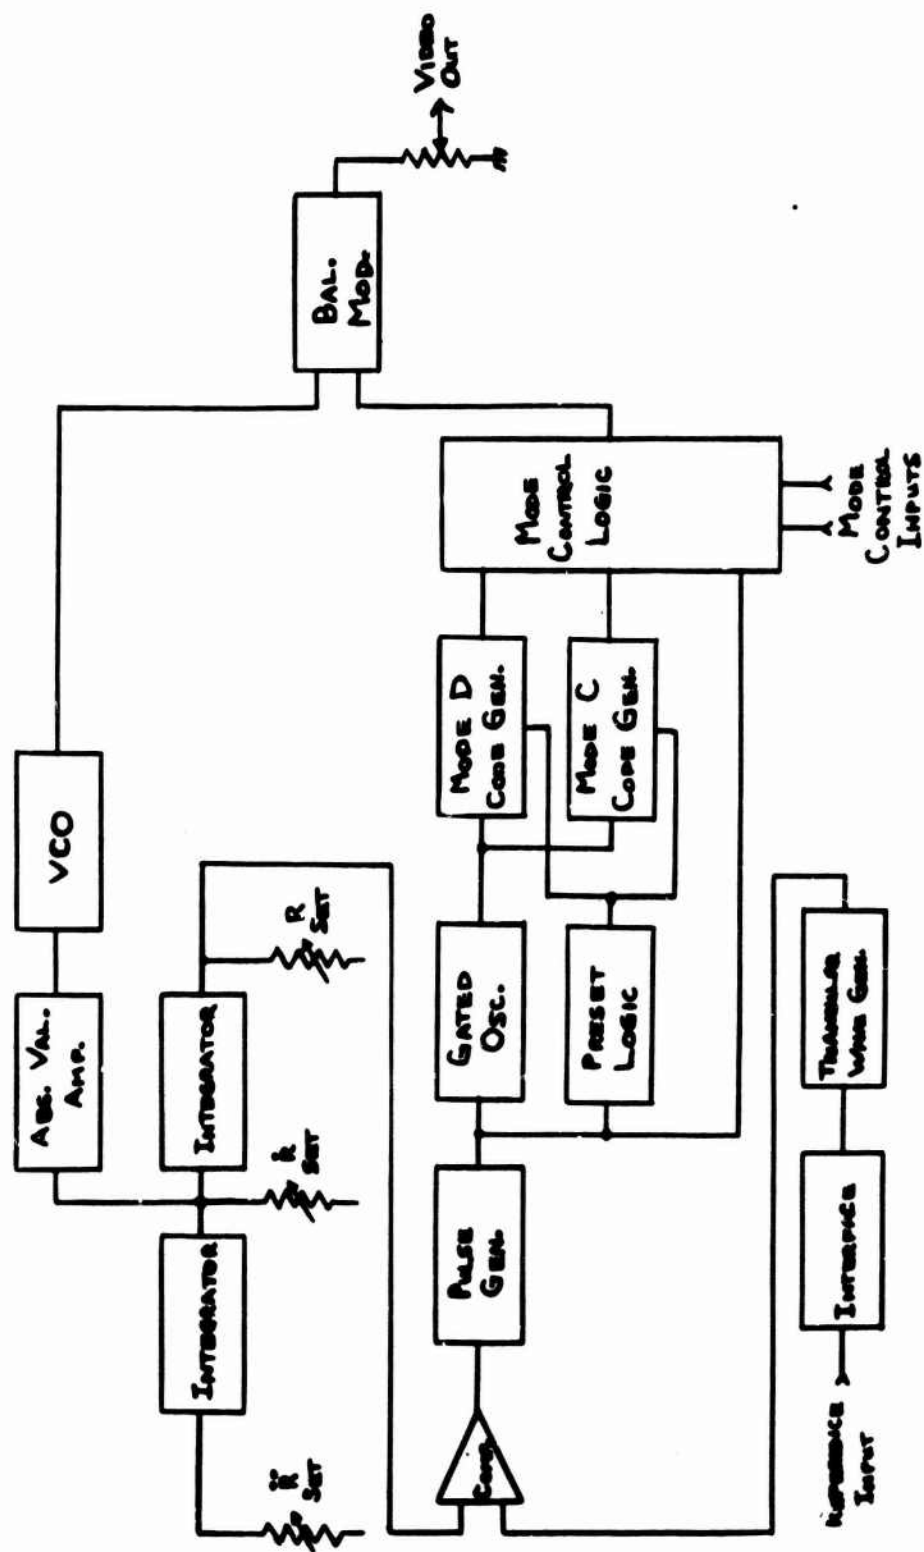 ABS. VAL.
AMP.
VCO
R̈
SET
INTEGRATOR
Ṙ
SET
INTEGRATOR
R
SET
BAL.
MOD.
VIDEO
OUT
COMP.
PULSE
GEN.
GATED
OSC.
PRESET
LOGIC
MODE D
CODE GEN.
MODE C
CODE GEN.
MODE
CONTROL
LOGIC
MODE
CONTROL
INPUTS
REFERENCE
INPUT
INTERFACE
TRIANGULAR
WAVE GEN.